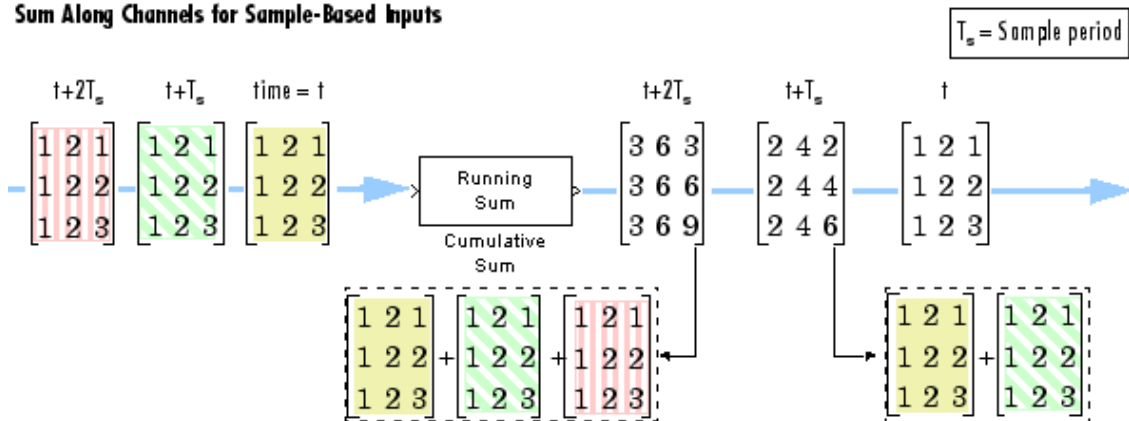 Sum Along Channels for Sample-Based Inputs
Tₛ = Sample period
t+2Tₛ t+Tₛ time = t t+2Tₛ t+Tₛ t
1 2 1 1 2 1 1 2 1 3 6 3 2 4 2 1 2 1
1 2 2 1 2 2 1 2 2 3 6 6 2 4 4 1 2 2
1 2 3 1 2 3 1 2 3 3 6 9 2 4 6 1 2 3
Running
Sum
Cumulative
Sum
1 2 1 1 2 1 1 2 1 1 2 1 1 2 1
1 2 2 + 1 2 2 + 1 2 2 1 2 2 + 1 2 2
1 2 3 1 2 3 1 2 3 1 2 3 1 2 3